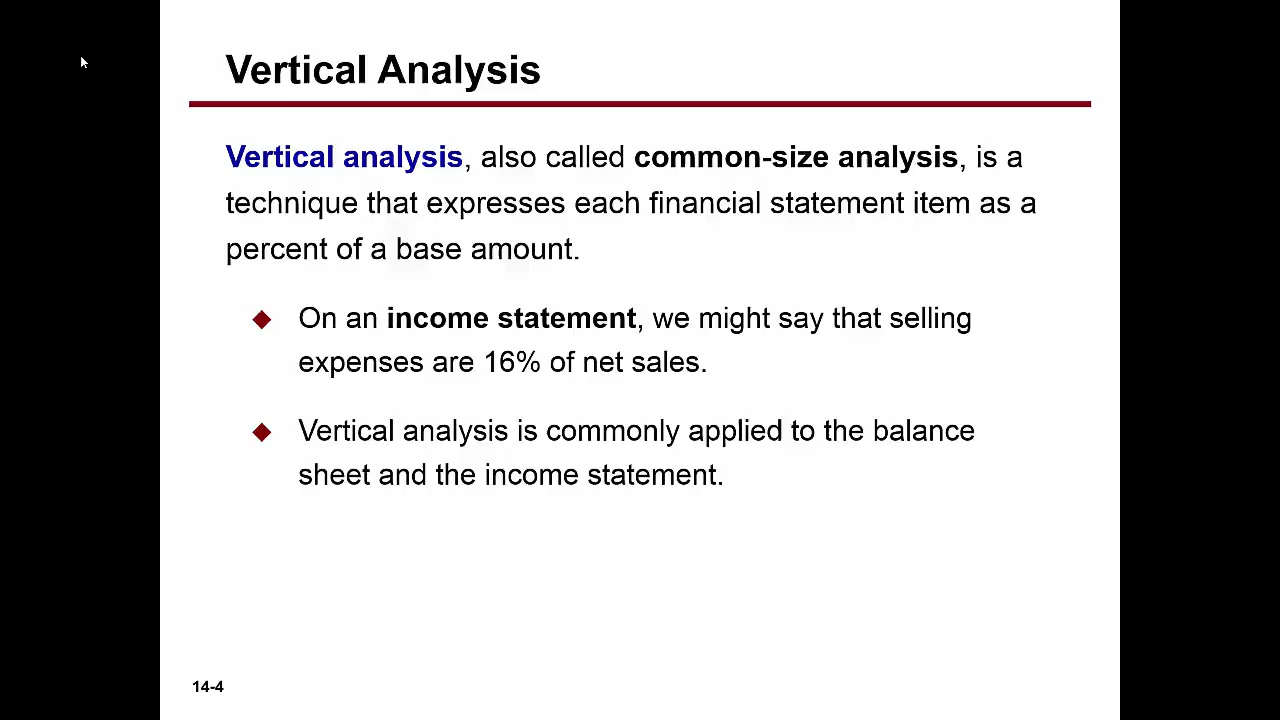 Vertical Analysis
Vertical analysis, also called common-size analysis, is a
technique that expresses each financial statement item as a
percent of a base amount.
On an income statement, we might say that selling
expenses are 16% of net sales.
Vertical analysis is commonly applied to the balance
sheet and the income statement.
14-4